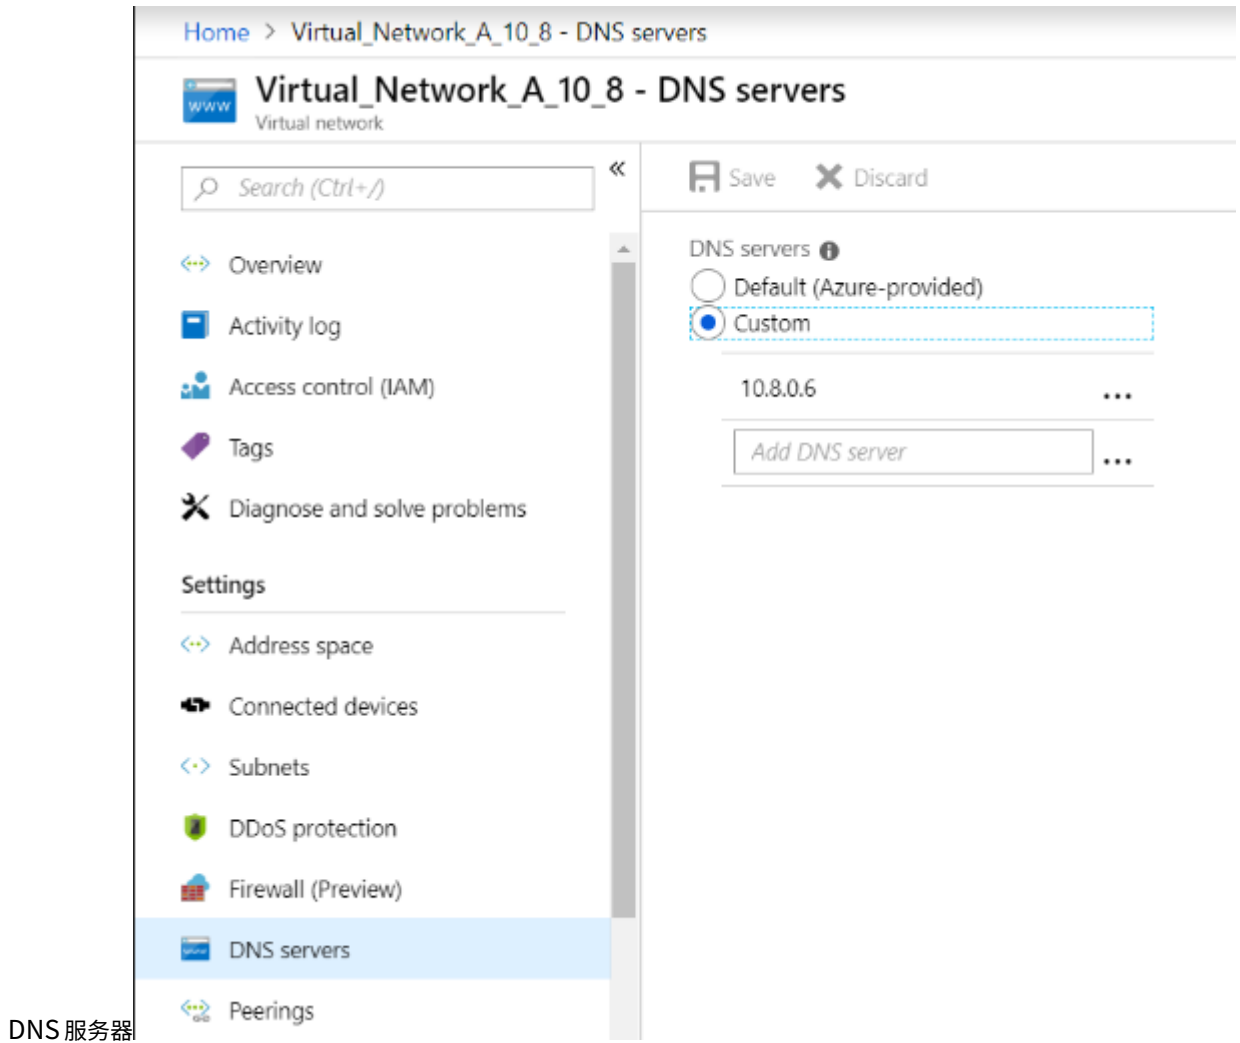 Home > Virtual_Network_A_10_8 - DNS servers
Virtual_Network_A_10_8 - DNS servers
www
Virtual network
Search (Ctrl+/)
«
Overview
Activity log
Access control (IAM)
Tags
Diagnose and solve problems
Settings
Address space
Connected devices
Subnets
DDoS protection
Firewall (Preview)
DNS servers
Peerings
Save
Discard
DNS servers
Default (Azure-provided)
Custom
10.8.0.6
...
Add DNS server
...
DNS 服务器